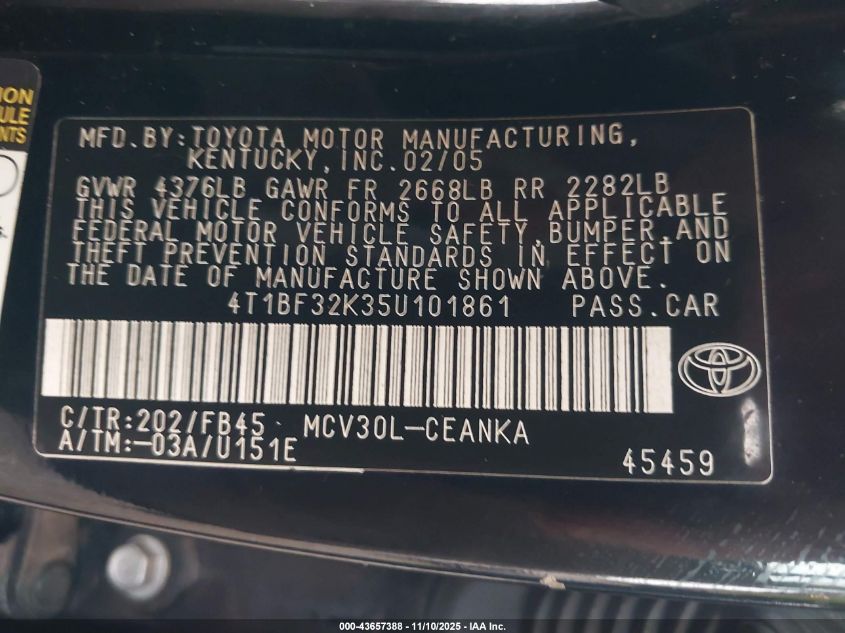 ION
ULE
NTS
MFD.BY:TOYOTA MOTOR MANUFACTURING,
KENTUCKY,INC.02/05
GVWR 4376LB GAWR FR 2668LB RR 2282LB
THIS VEHICLE CONFORMS TO ALL APPLICABLE
FEDERAL MOTOR VEHICLE SAFETY,BUMPER,AND
THEFT PREVENTION STANDARDS IN EFFECT ON
THE DATE OF MANUFACTURE SHOWN ABOVE.
4T1BF32K35U101861 PASS.CAR
C/TR:202/FB45 MCV30L-CEANKA
A/TM:-03A/U151E
45459
000-43657388 - 11/10/2025 - IAA Inc.